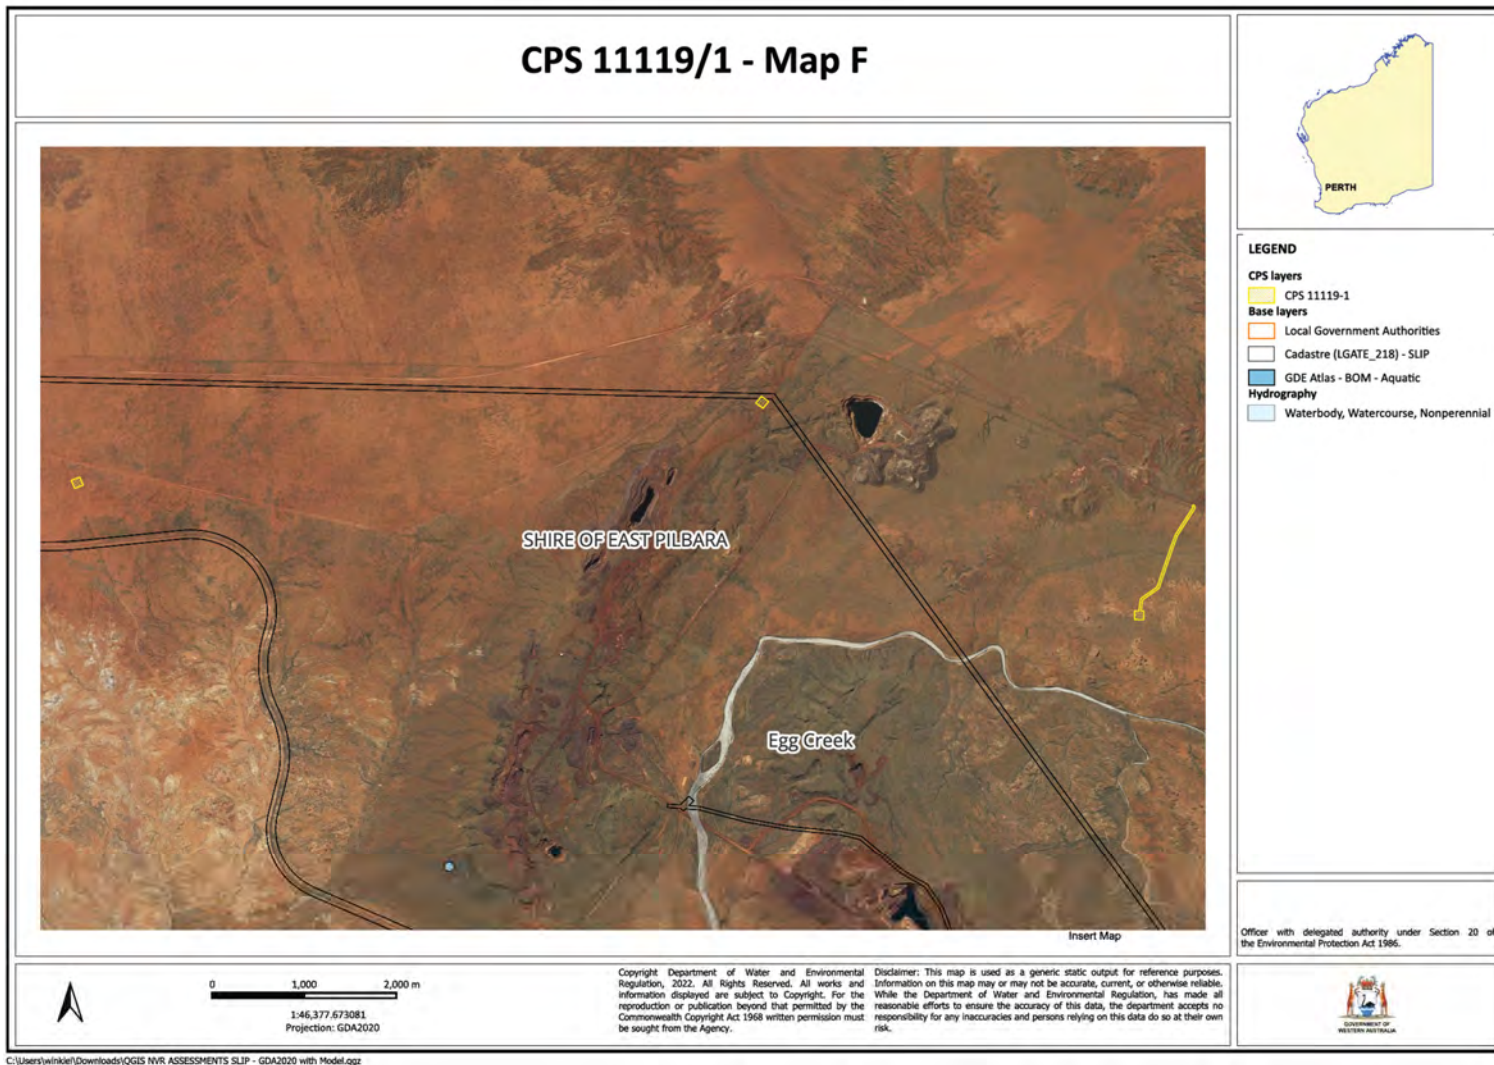 CPS 11119/1 - Map F
PERTH
LEGEND
CPS layers
CPS 11119-1
Base layers
Local Government Authorities
Cadastre (LGATE_218) - SLIP
GDE Atlas - BOM - Aquatic
Hydrography
Waterbody, Watercourse, Nonperennial
SHIRE OF EAST PILBARA
Egg Creek
Insert Map
Officer with delegated authority under Section 20 of
the Environmental Protection Act 1986.
0 1,000 2,000 m
1:46,377.673081
Projection: GDA2020
Copyright Department of Water and Environmental
Regulation, 2022. All Rights Reserved. All works and
information displayed are subject to Copyright. For the
reproduction or publication beyond that permitted by the
Commonwealth Copyright Act 1968 written permission must
be sought from the Agency.
Disclaimer: This map is used as a generic static output for reference purposes.
Information on this map may or may not be accurate, current, or otherwise reliable.
While the Department of Water and Environmental Regulation, has made all
reasonable efforts to ensure the accuracy of this data, the department accepts no
responsibility for any inaccuracies and persons relying on this data do so at their own
risk.
GOVERNMENT OF
WESTERN AUSTRALIA
C:\Users\winkiel\Downloads\QGIS NVR ASSESSMENTS SLIP - GDA2020 with Model.qgz